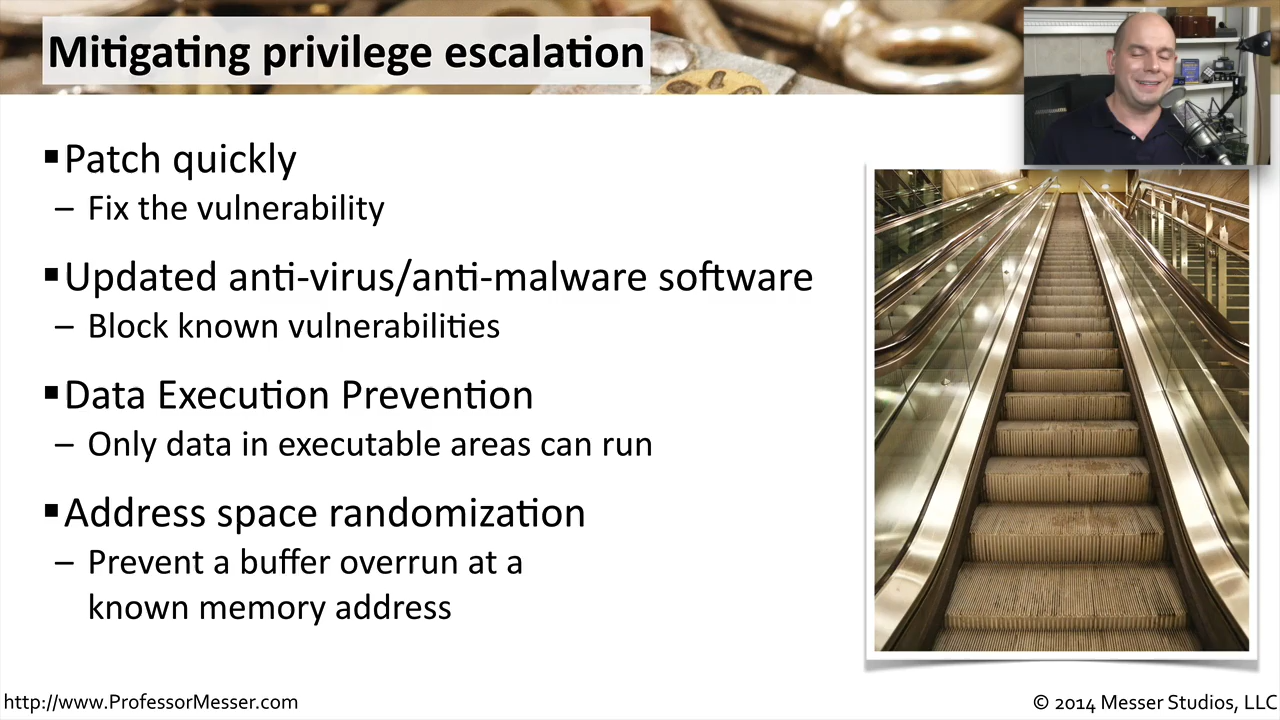 Mitigating privilege escalation
▪Patch quickly
– Fix the vulnerability
▪Updated anti-virus/anti-malware software
– Block known vulnerabilities
▪Data Execution Prevention
– Only data in executable areas can run
▪Address space randomization
– Prevent a buffer overrun at a
known memory address
http://www.ProfessorMesser.com
© 2014 Messer Studios, LLC